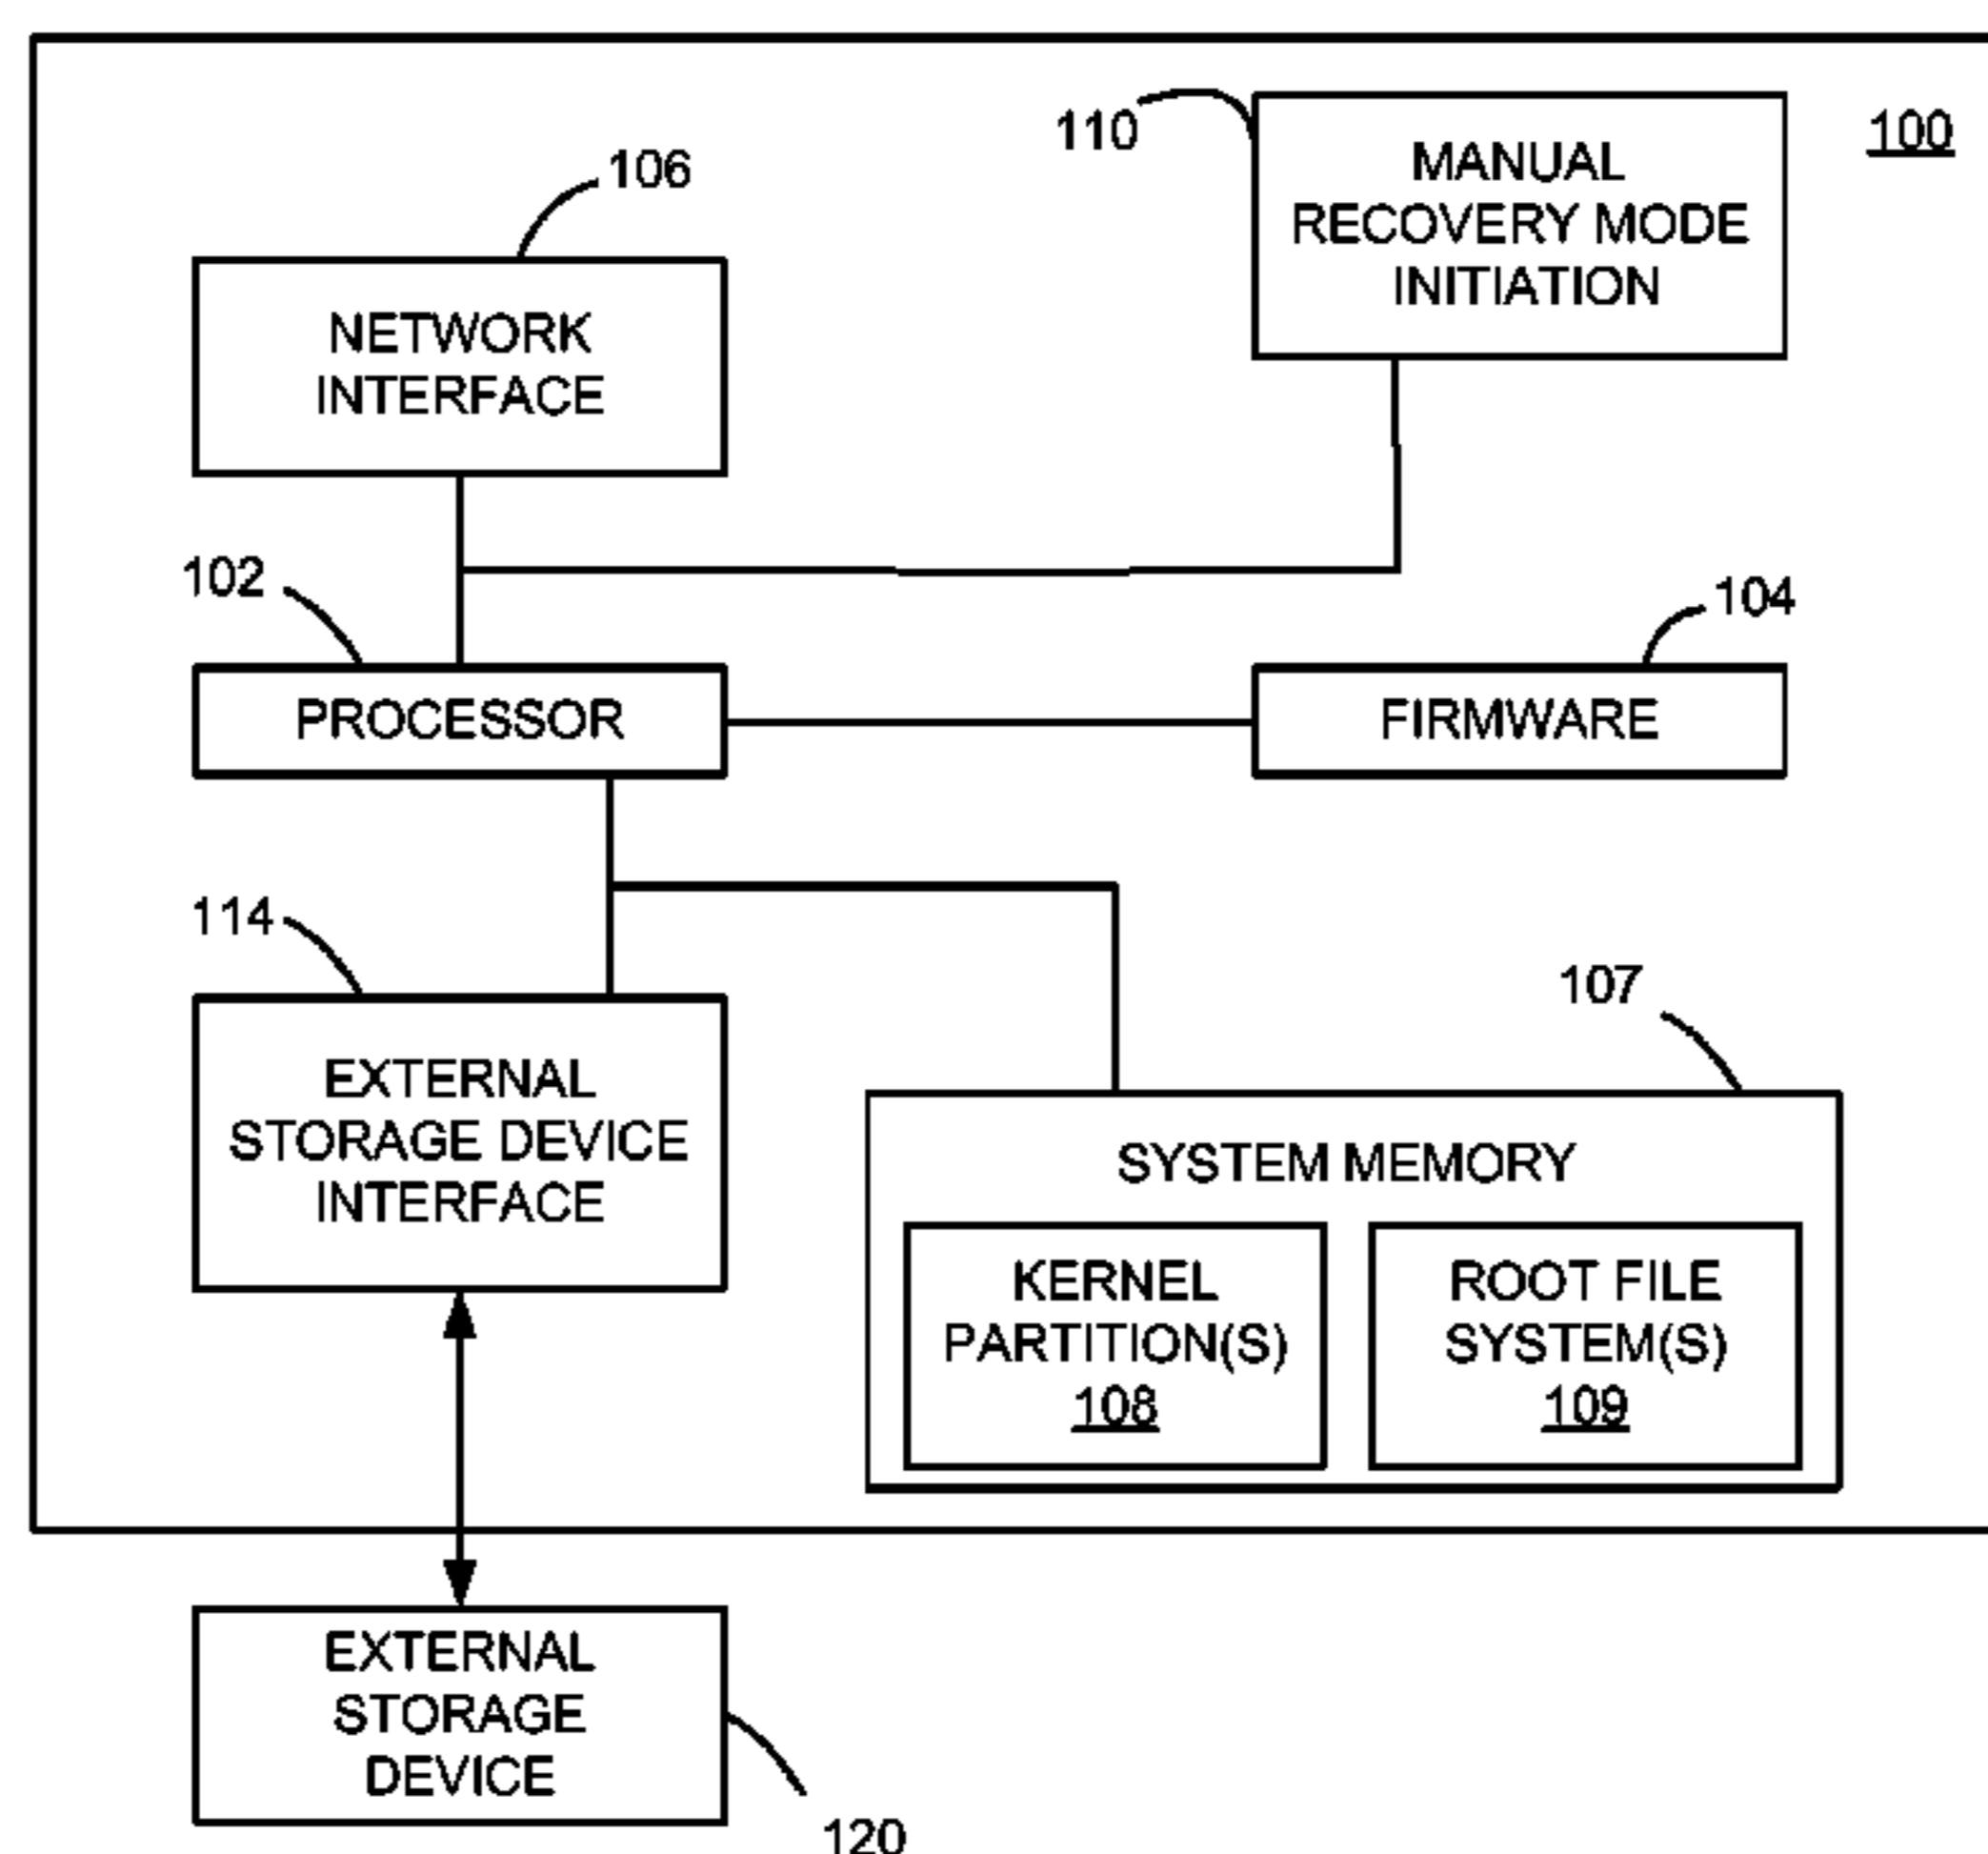 100
110
MANUAL
RECOVERY MODE
INITIATION
106
NETWORK
INTERFACE
102
PROCESSOR
104
FIRMWARE
114
EXTERNAL
STORAGE DEVICE
INTERFACE
107
SYSTEM MEMORY
KERNEL
PARTITION(S)
108
ROOT FILE
SYSTEM(S)
109
EXTERNAL
STORAGE
DEVICE
120